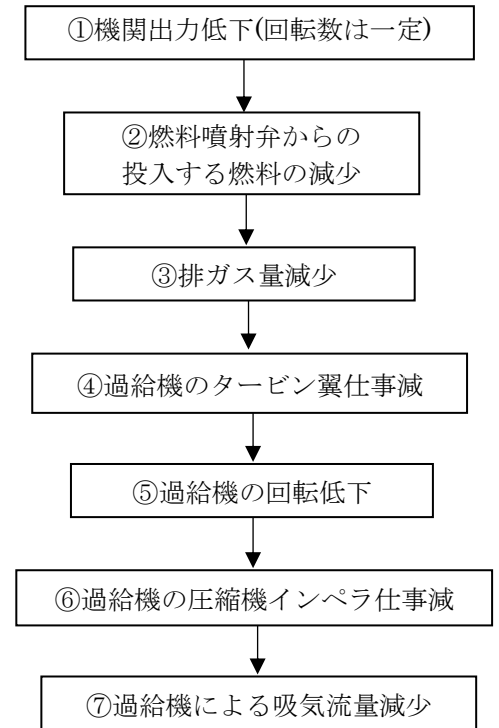 ①機関出力低下(回転数は一定)
②燃料噴射弁からの
投入する燃料の減少
③排ガス量減少
④過給機のタービン翼仕事減
⑤過給機の回転低下
⑥過給機の圧縮機インペラ仕事減
⑦過給機による吸気流量減少